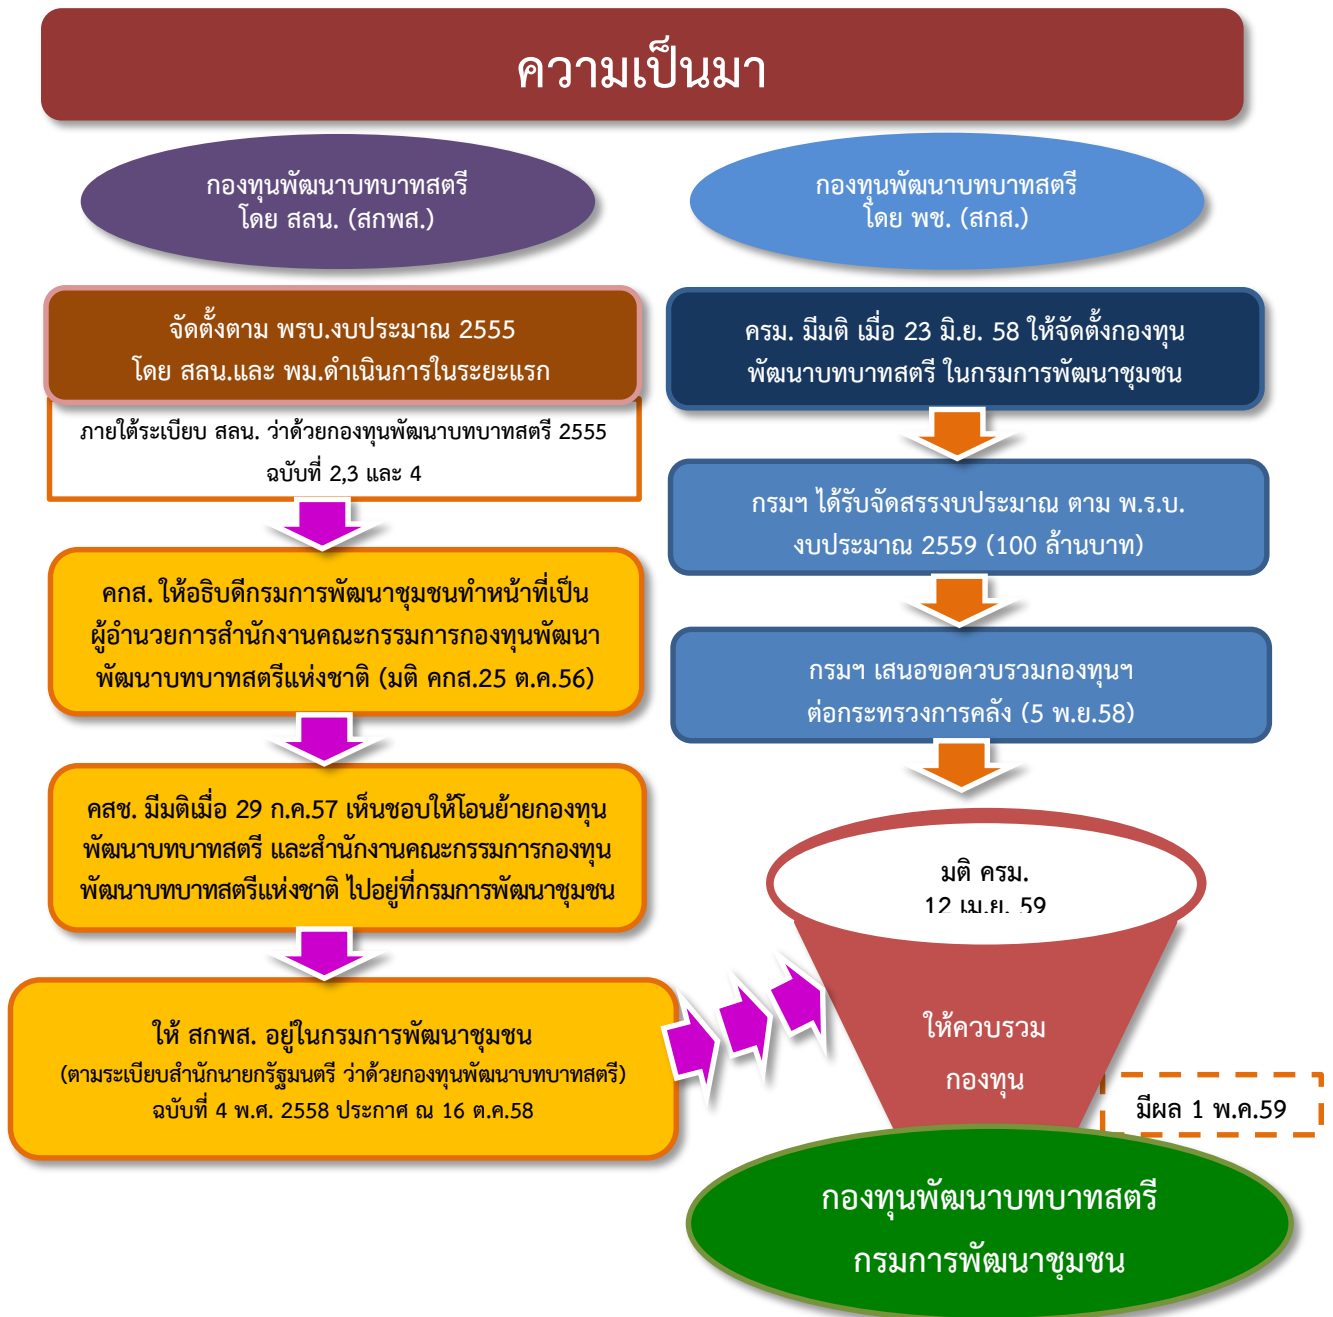 ความเป็นมา
กองทุนพัฒนาบทบาทสตรี
โดย สลน. (สกพส.)
จัดตั้งตาม พรบ.งบประมาณ 2555
โดย สลน.และ พม.ดำเนินการในระยะแรก
ภายใต้ระเบียบ สลน. ว่าด้วยกองทุนพัฒนาบทบาทสตรี 2555
ฉบับที่ 2,3 และ 4
คกส. ให้อธิบดีกรมการพัฒนาชุมชนทำหน้าที่เป็น
ผู้อำนวยการสำนักงานคณะกรรมการกองทุนพัฒนา
พัฒนาบทบาทสตรีแห่งชาติ (มติ คกส.25 ต.ค.56)
คสช. มีมติเมื่อ 29 ก.ค.57 เห็นชอบให้โอนย้ายกองทุน
พัฒนาบทบาทสตรี และสำนักงานคณะกรรมการกองทุน
พัฒนาบทบาทสตรีแห่งชาติ ไปอยู่ที่กรมการพัฒนาชุมชน
ให้ สกพส. อยู่ในกรมการพัฒนาชุมชน
(ตามระเบียบสำนักนายกรัฐมนตรี ว่าด้วยกองทุนพัฒนาบทบาทสตรี)
ฉบับที่ 4 พ.ศ. 2558 ประกาศ ณ 16 ต.ค.58
กองทุนพัฒนาบทบาทสตรี
โดย พช. (สกส.)
ครม. มีมติ เมื่อ 23 มิ.ย. 58 ให้จัดตั้งกองทุน
พัฒนาบทบาทสตรี ในกรมการพัฒนาชุมชน
กรมฯ ได้รับจัดสรรงบประมาณ ตาม พ.ร.บ.
งบประมาณ 2559 (100 ล้านบาท)
กรมฯ เสนอขอควบรวมกองทุนฯ
ต่อกระทรวงการคลัง (5 พ.ย.58)
มติ ครม.
12 เม.ย. 59
ให้ควบรวม
กองทุน
มีผล 1 พ.ค.59
กองทุนพัฒนาบทบาทสตรี
กรมการพัฒนาชุมชน